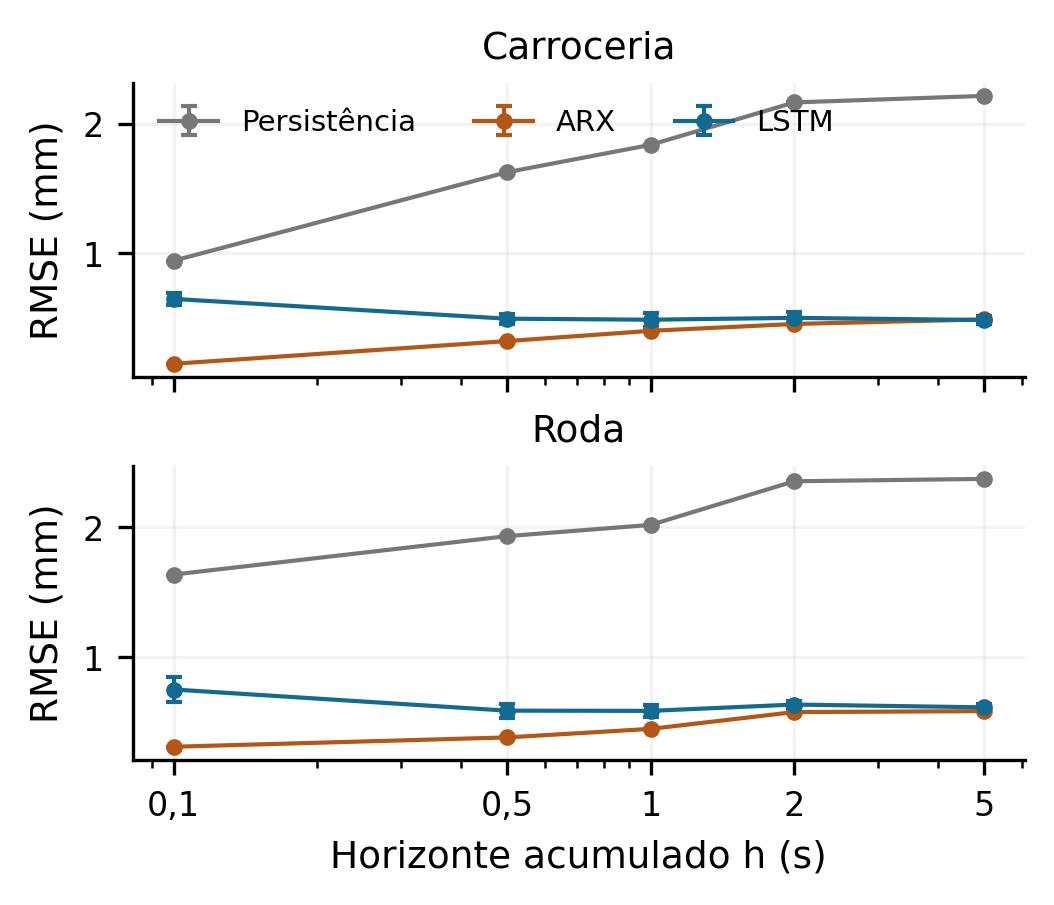 Carroceria
Persistência ARX LSTM
RMSE (mm)
2
1
Roda
RMSE (mm)
2
1
0,1 0,5 1 2 5
Horizonte acumulado h (s)